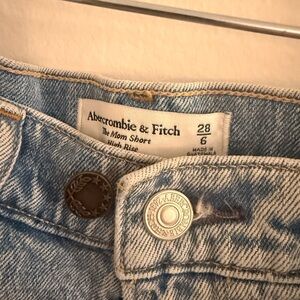 Abercrombie & Fitch
The Mom Short
High Rise
28
6
MADE IN